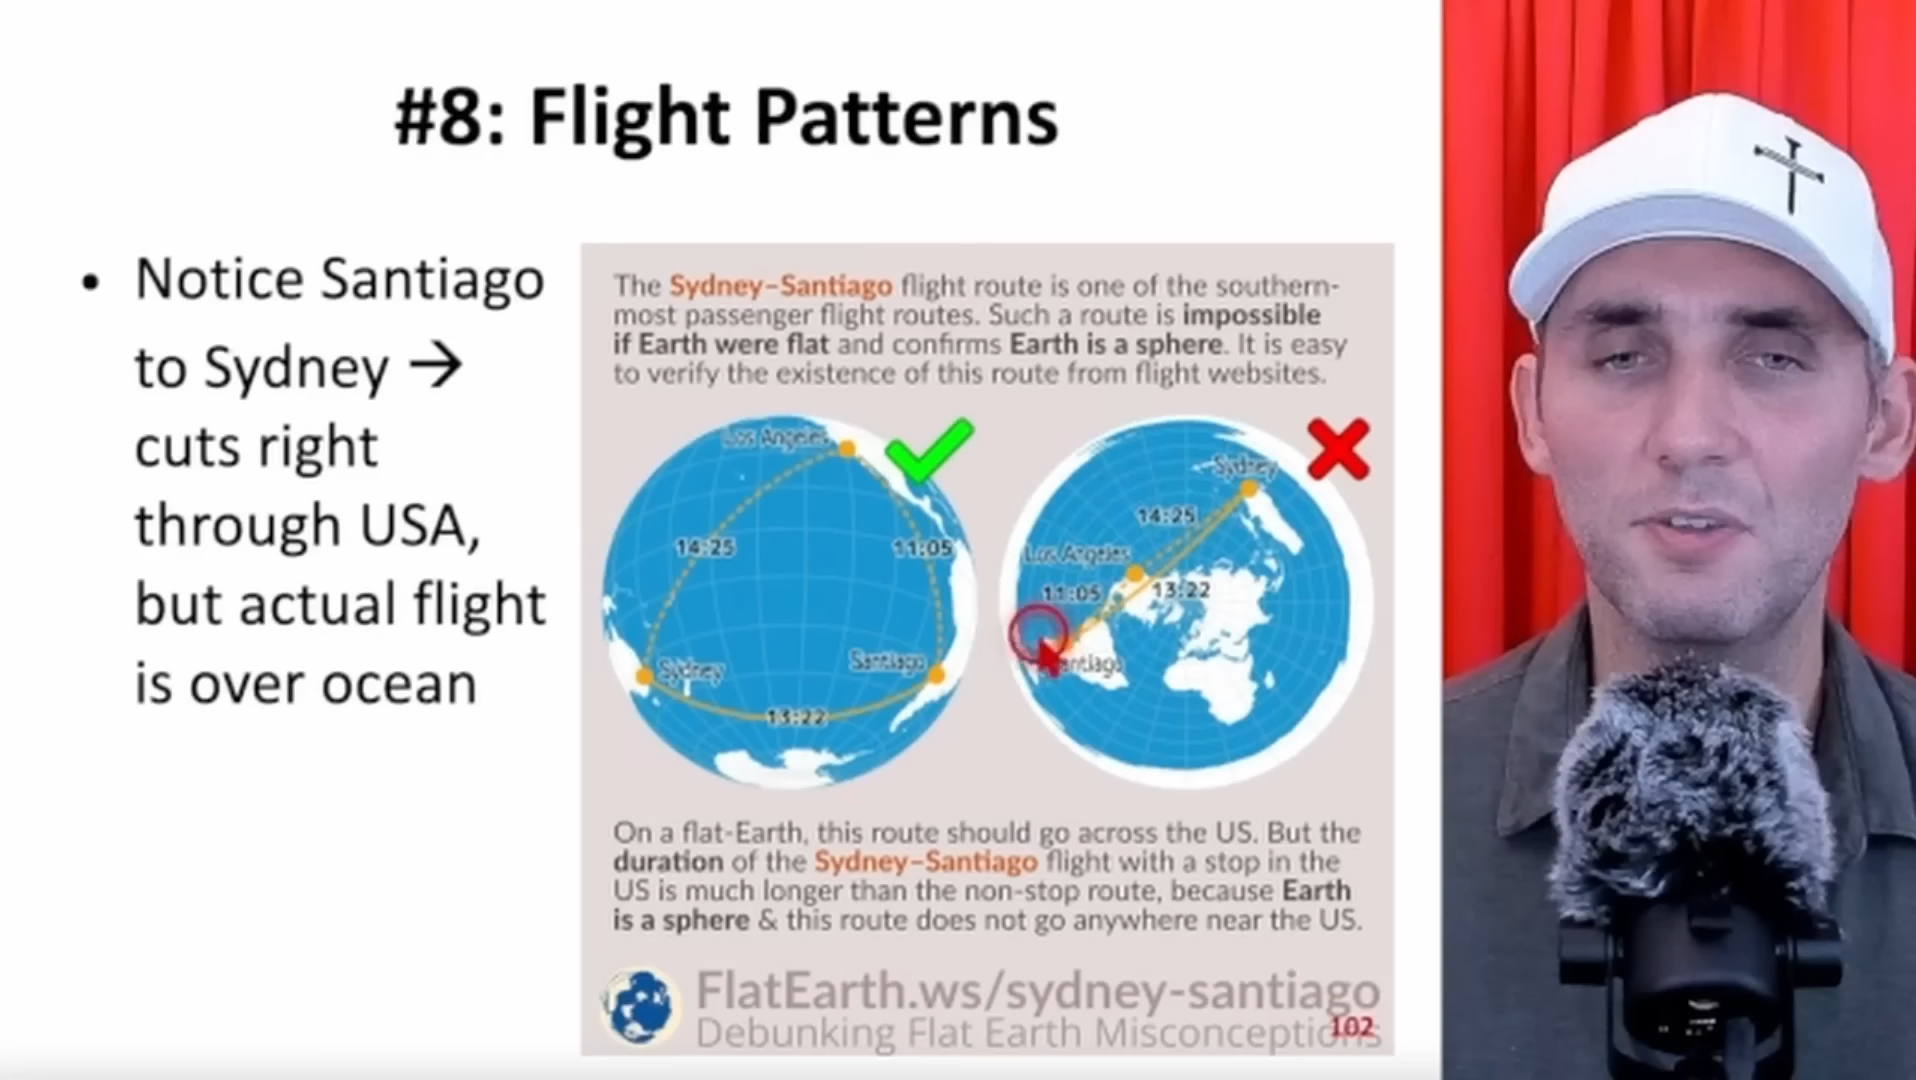 #8: Flight Patterns
• Notice Santiago
to Sydney →
cuts right
through USA,
but actual flight
is over ocean
The Sydney–Santiago flight route is one of the southern-
most passenger flight routes. Such a route is impossible
if Earth were flat and confirms Earth is a sphere. It is easy
to verify the existence of this route from flight websites.
Los Angeles
14:25
11:05
Sydney
Santiago
13:22
Sydney
14:25
Los Angeles
11:05
13:22
antiago
On a flat-Earth, this route should go across the US. But the
duration of the Sydney–Santiago flight with a stop in the
US is much longer than the non-stop route, because Earth
is a sphere & this route does not go anywhere near the US.
FlatEarth.ws/sydney-santiago
Debunking Flat Earth Misconceptions
102